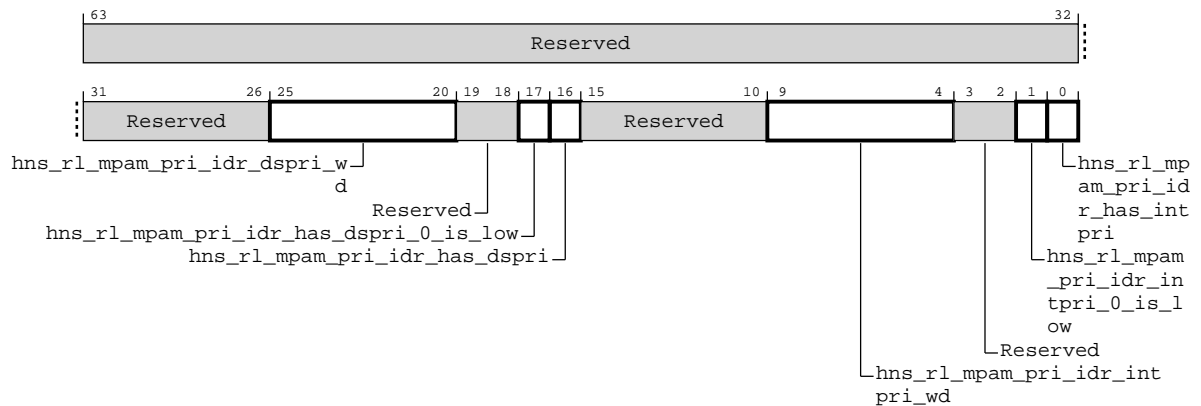 63 32
Reserved
31 26 25 20 19 18 17 16 15 10 9 4 3 2 1 0
Reserved Reserved
hns_rl_mpam_pri_idr_dspri_w
d
Reserved
hns_rl_mpam_pri_idr_has_dspri_0_is_low
hns_rl_mpam_pri_idr_has_dspri
hns_rl_mp
am_pri_id
r_has_int
pri
hns_rl_mpam
_pri_idr_in
tpri_0_is_l
ow
Reserved
hns_rl_mpam_pri_idr_int
pri_wd